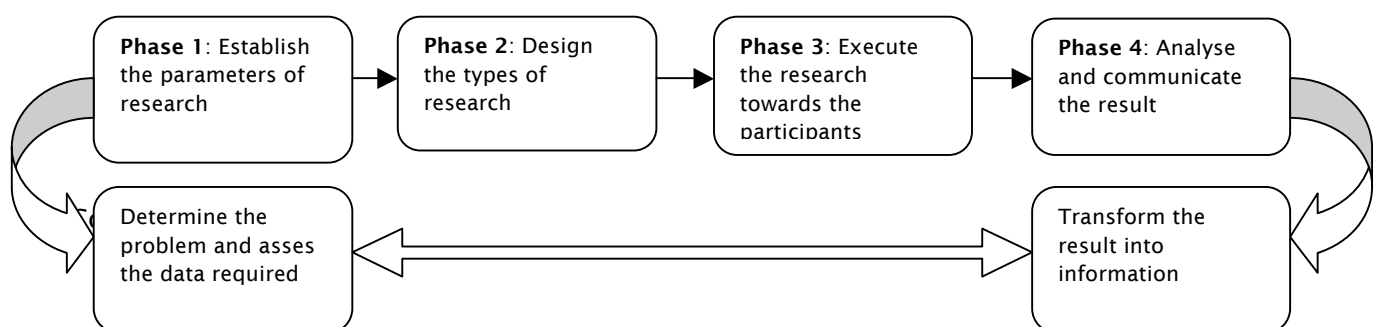 Phase 1: Establish
the parameters of
research
Phase 2: Design
the types of
research
Phase 3: Execute
the research
towards the
participants
Phase 4: Analyse
and communicate
the result
Determine the
problem and asses
the data required
Transform the
result into
information